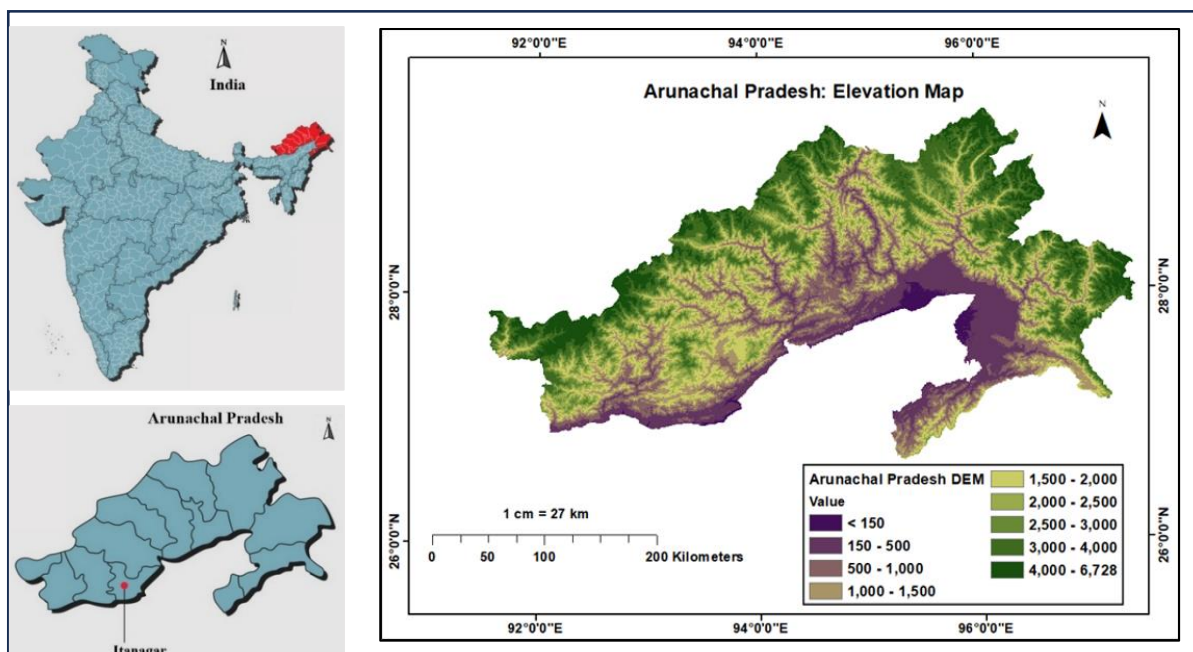 N
India
Arunachal Pradesh
N
Itanagar
92°0'0"E 94°0'0"E 96°0'0"E
Arunachal Pradesh: Elevation Map
N
28°0'0"N
28°0'0"N
26°0'0"N
26°0'0"N
1 cm = 27 km
0 50 100 200 Kilometers
Arunachal Pradesh DEM
Value
< 150
150 - 500
500 - 1,000
1,000 - 1,500
1,500 - 2,000
2,000 - 2,500
2,500 - 3,000
3,000 - 4,000
4,000 - 6,728
92°0'0"E 94°0'0"E 96°0'0"E